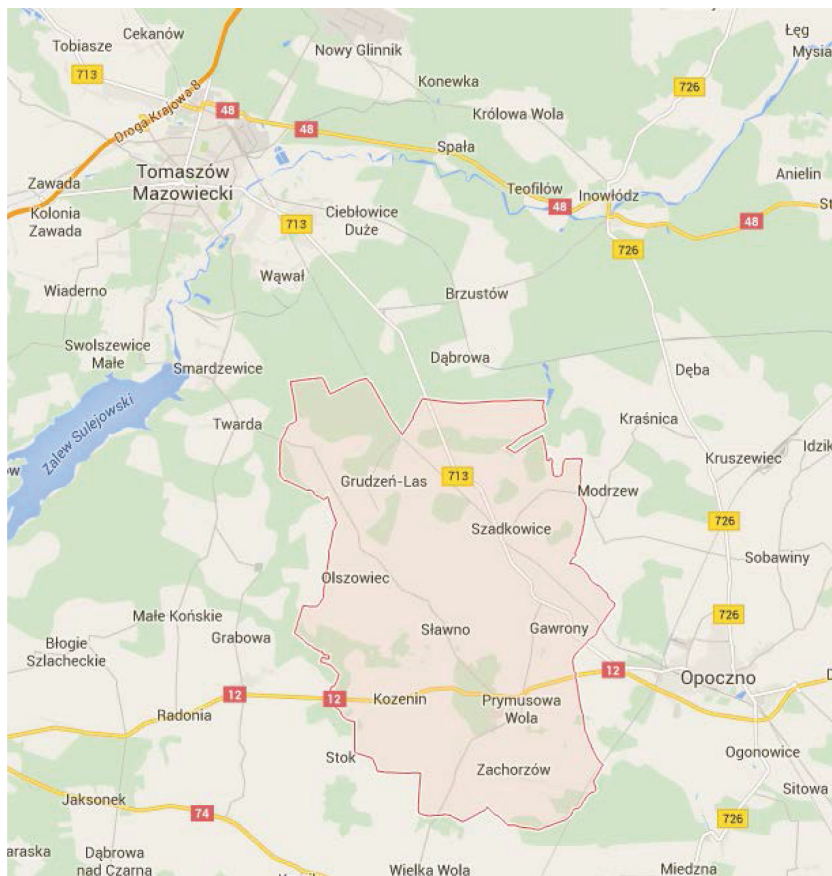 Cekanów
Tobiasze
Nowy Glinnik
Łęg
Mysia
713
Droga Krajowa 8
Konewka
726
Królowa Wola
48
48
Spała
Tomaszów
Mazowiecki
Teofilów
Inowłódz
Anielin
St
Zawada
Kolonia
Zawada
713
Ciebłowice
Duże
48
48
726
Wąwał
Wiaderno
Brzustów
Swolszewice
Małe
Smardzewice
Dąbrowa
Dęba
Zalew Sulejowski
Twarda
Kraśnica
Idzik
ów
Grudzeń-Las
713
Kruszewiec
Modrzew
726
Szadkowice
Sobawiny
Olszowiec
Małe Końskie
726
Błogie
Szlacheckie
Grabowa
Sławno
Gawrony
12
Opoczno
D
12
12
Kozenin
Prymusowa
Wola
Radonia
Stok
Zachorzów
Ogonowice
Sitowa
Jaksonek
74
726
araska
Dąbrowa
nad Czarną
Wielka Wola
Miedzna